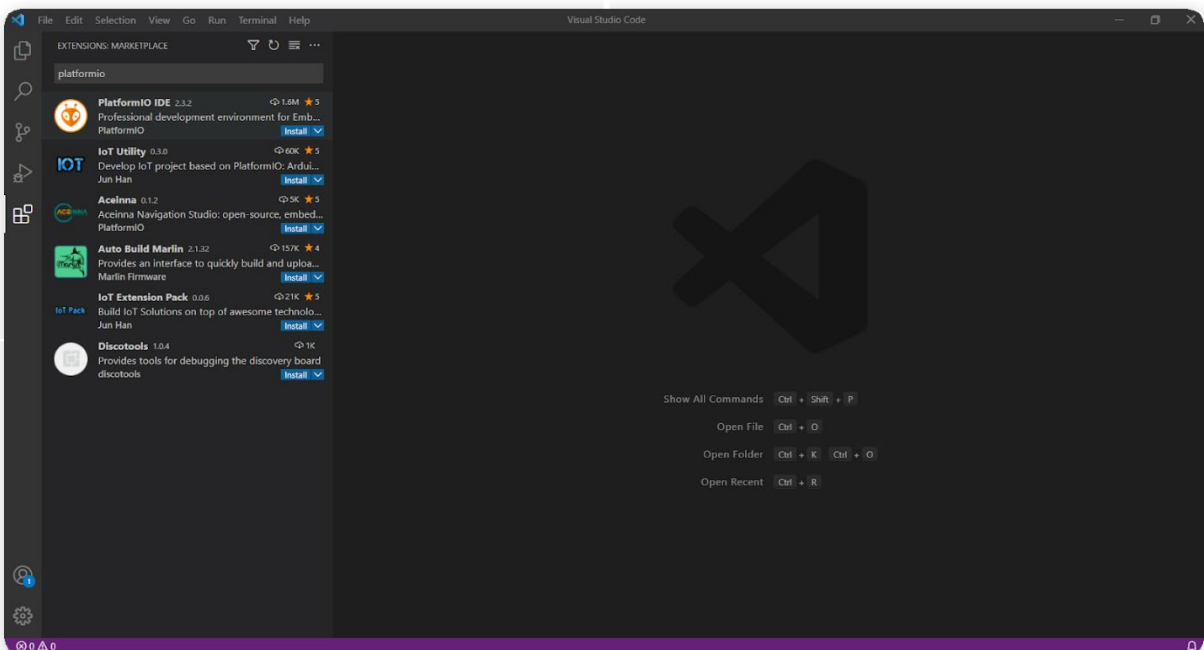 File Edit Selection View Go Run Terminal Help
Visual Studio Code
EXTENSIONS: MARKETPLACE
platformio
PlatformIO IDE 2.3.2 1.6M 5
Professional development environment for Emb...
PlatformIO Install
IOT
IoT Utility 0.3.0 60K 5
Develop IoT project based on PlatformIO: Ardui...
Jun Han Install
ACEINNA
Aceinna 0.1.2 5K 5
Aceinna Navigation Studio: open-source, embed...
PlatformIO Install
Marlin
Auto Build Marlin 2.1.32 157K 4
Provides an interface to quickly build and uploa...
Marlin Firmware Install
IoT Pack
IoT Extension Pack 0.0.6 21K 5
Build IoT Solutions on top of awesome technolo...
Jun Han Install
Discotools 1.0.4 1K
Provides tools for debugging the discovery board
discotools Install
Show All Commands Ctrl + Shift + P
Open File Ctrl + O
Open Folder Ctrl + K Ctrl + O
Open Recent Ctrl + R
1
0 0